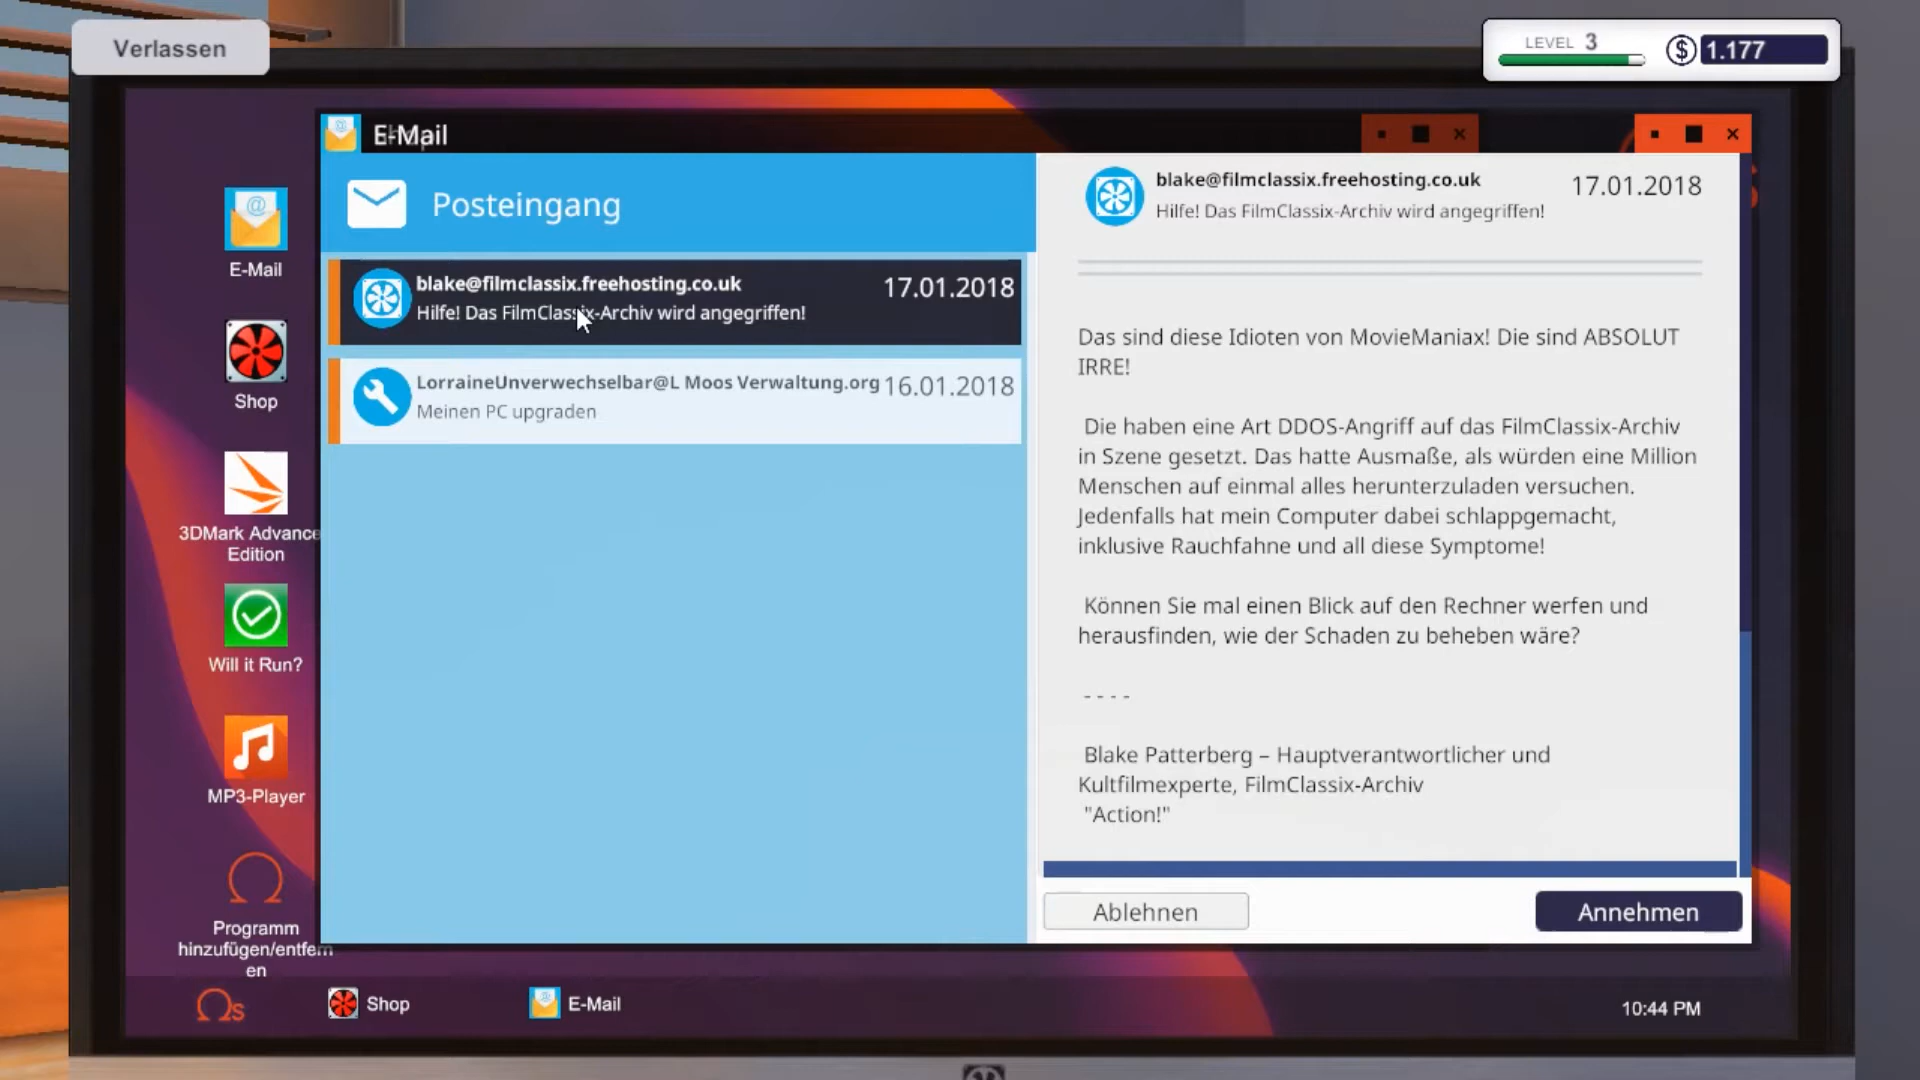 Verlassen
LEVEL 3
$ 1.177
E-Mail
Posteingang
blake@filmclassix.freehosting.co.uk
17.01.2018
Hilfe! Das FilmClassix-Archiv wird angegriffen!
LorraineUnverwechselbar@L Moos Verwaltung.org
16.01.2018
Meinen PC upgraden
blake@filmclassix.freehosting.co.uk
17.01.2018
Hilfe! Das FilmClassix-Archiv wird angegriffen!
Das sind diese Idioten von MovieManiax! Die sind ABSOLUT
IRRE!
Die haben eine Art DDOS-Angriff auf das FilmClassix-Archiv
in Szene gesetzt. Das hatte Ausmaße, als würden eine Million
Menschen auf einmal alles herunterzuladen versuchen.
Jedenfalls hat mein Computer dabei schlappgemacht,
inklusive Rauchfahne und all diese Symptome!
Können Sie mal einen Blick auf den Rechner werfen und
herausfinden, wie der Schaden zu beheben wäre?
- - - -
Blake Patterberg – Hauptverantwortlicher und
Kultfilmexperte, FilmClassix-Archiv
"Action!"
Ablehnen
Annehmen
E-Mail
Shop
3DMark Advance
Edition
Will it Run?
MP3-Player
Programm
hinzufügen/entfern
en
Ωs
Shop
E-Mail
10:44 PM